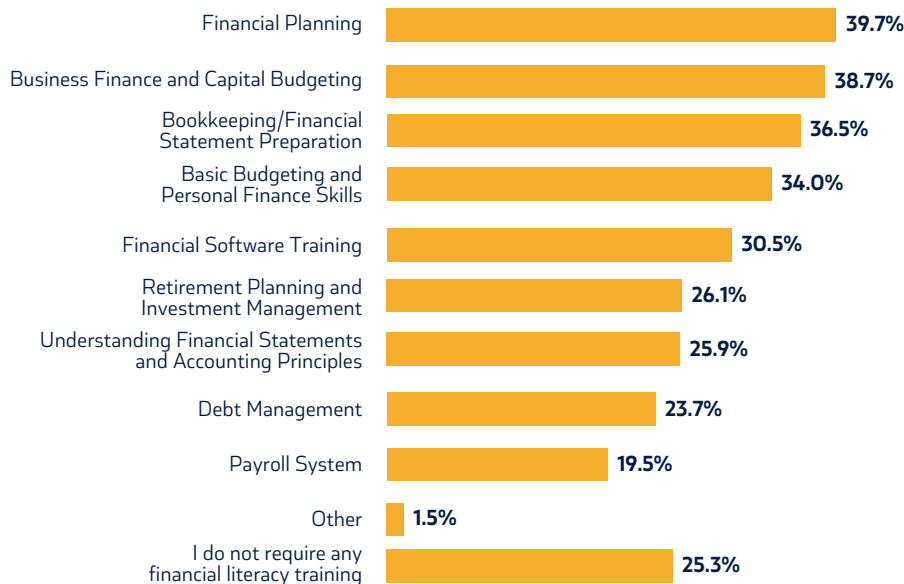 Financial Planning
39.7%
Business Finance and Capital Budgeting
38.7%
Bookkeeping/Financial
Statement Preparation
36.5%
Basic Budgeting and
Personal Finance Skills
34.0%
Financial Software Training
30.5%
Retirement Planning and
Investment Management
26.1%
Understanding Financial Statements
and Accounting Principles
25.9%
Debt Management
23.7%
Payroll System
19.5%
Other
1.5%
I do not require any
financial literacy training
25.3%